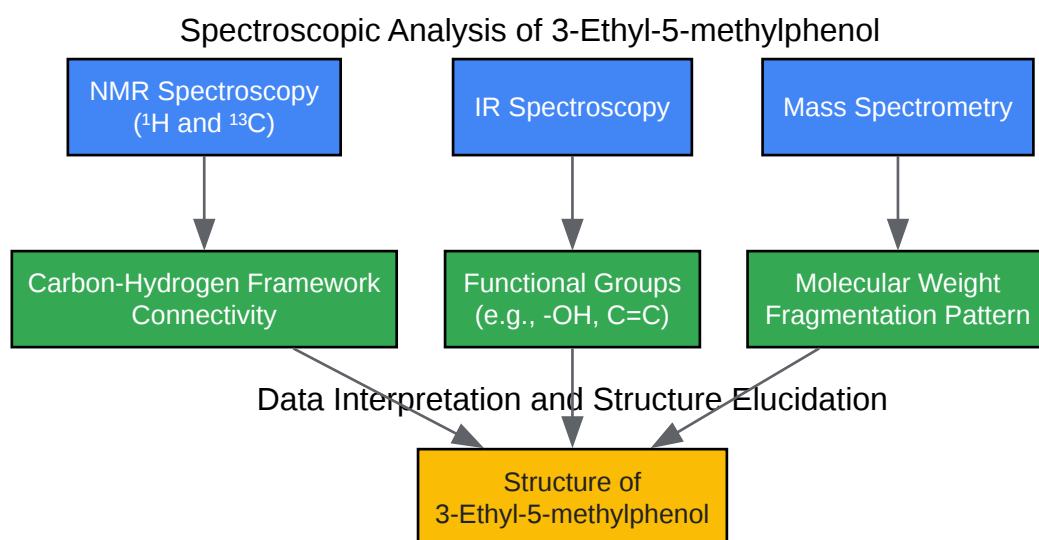 Spectroscopic Analysis of 3-Ethyl-5-methylphenol
NMR Spectroscopy
(¹H and ¹³C)
IR Spectroscopy
Mass Spectrometry
Carbon-Hydrogen Framework
Connectivity
Functional Groups
(e.g., -OH, C=C)
Molecular Weight
Fragmentation Pattern
Data Interpretation and Structure Elucidation
Structure of
3-Ethyl-5-methylphenol